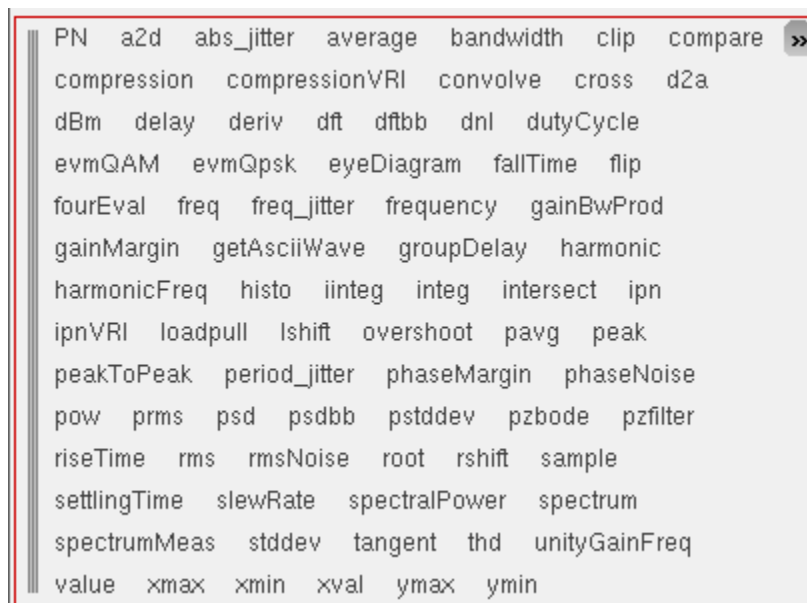 PN a2d abs_jitter average bandwidth clip compare »
compression compressionVRI convolve cross d2a
dBm delay deriv dft dftbb dnl dutyCycle
evmQAM evmQpsk eyeDiagram fallTime flip
fourEval freq freq_jitter frequency gainBwProd
gainMargin getAsciiWave groupDelay harmonic
harmonicFreq histo iinteg integ intersect ipn
ipnVRI loadpull lshift overshoot pavg peak
peakToPeak period_jitter phaseMargin phaseNoise
pow prms psd psdbb pstddev pzbode pzfilter
riseTime rms rmsNoise root rshift sample
settlingTime slewRate spectralPower spectrum
spectrumMeas stddev tangent thd unityGainFreq
value xmax xmin xval ymax ymin